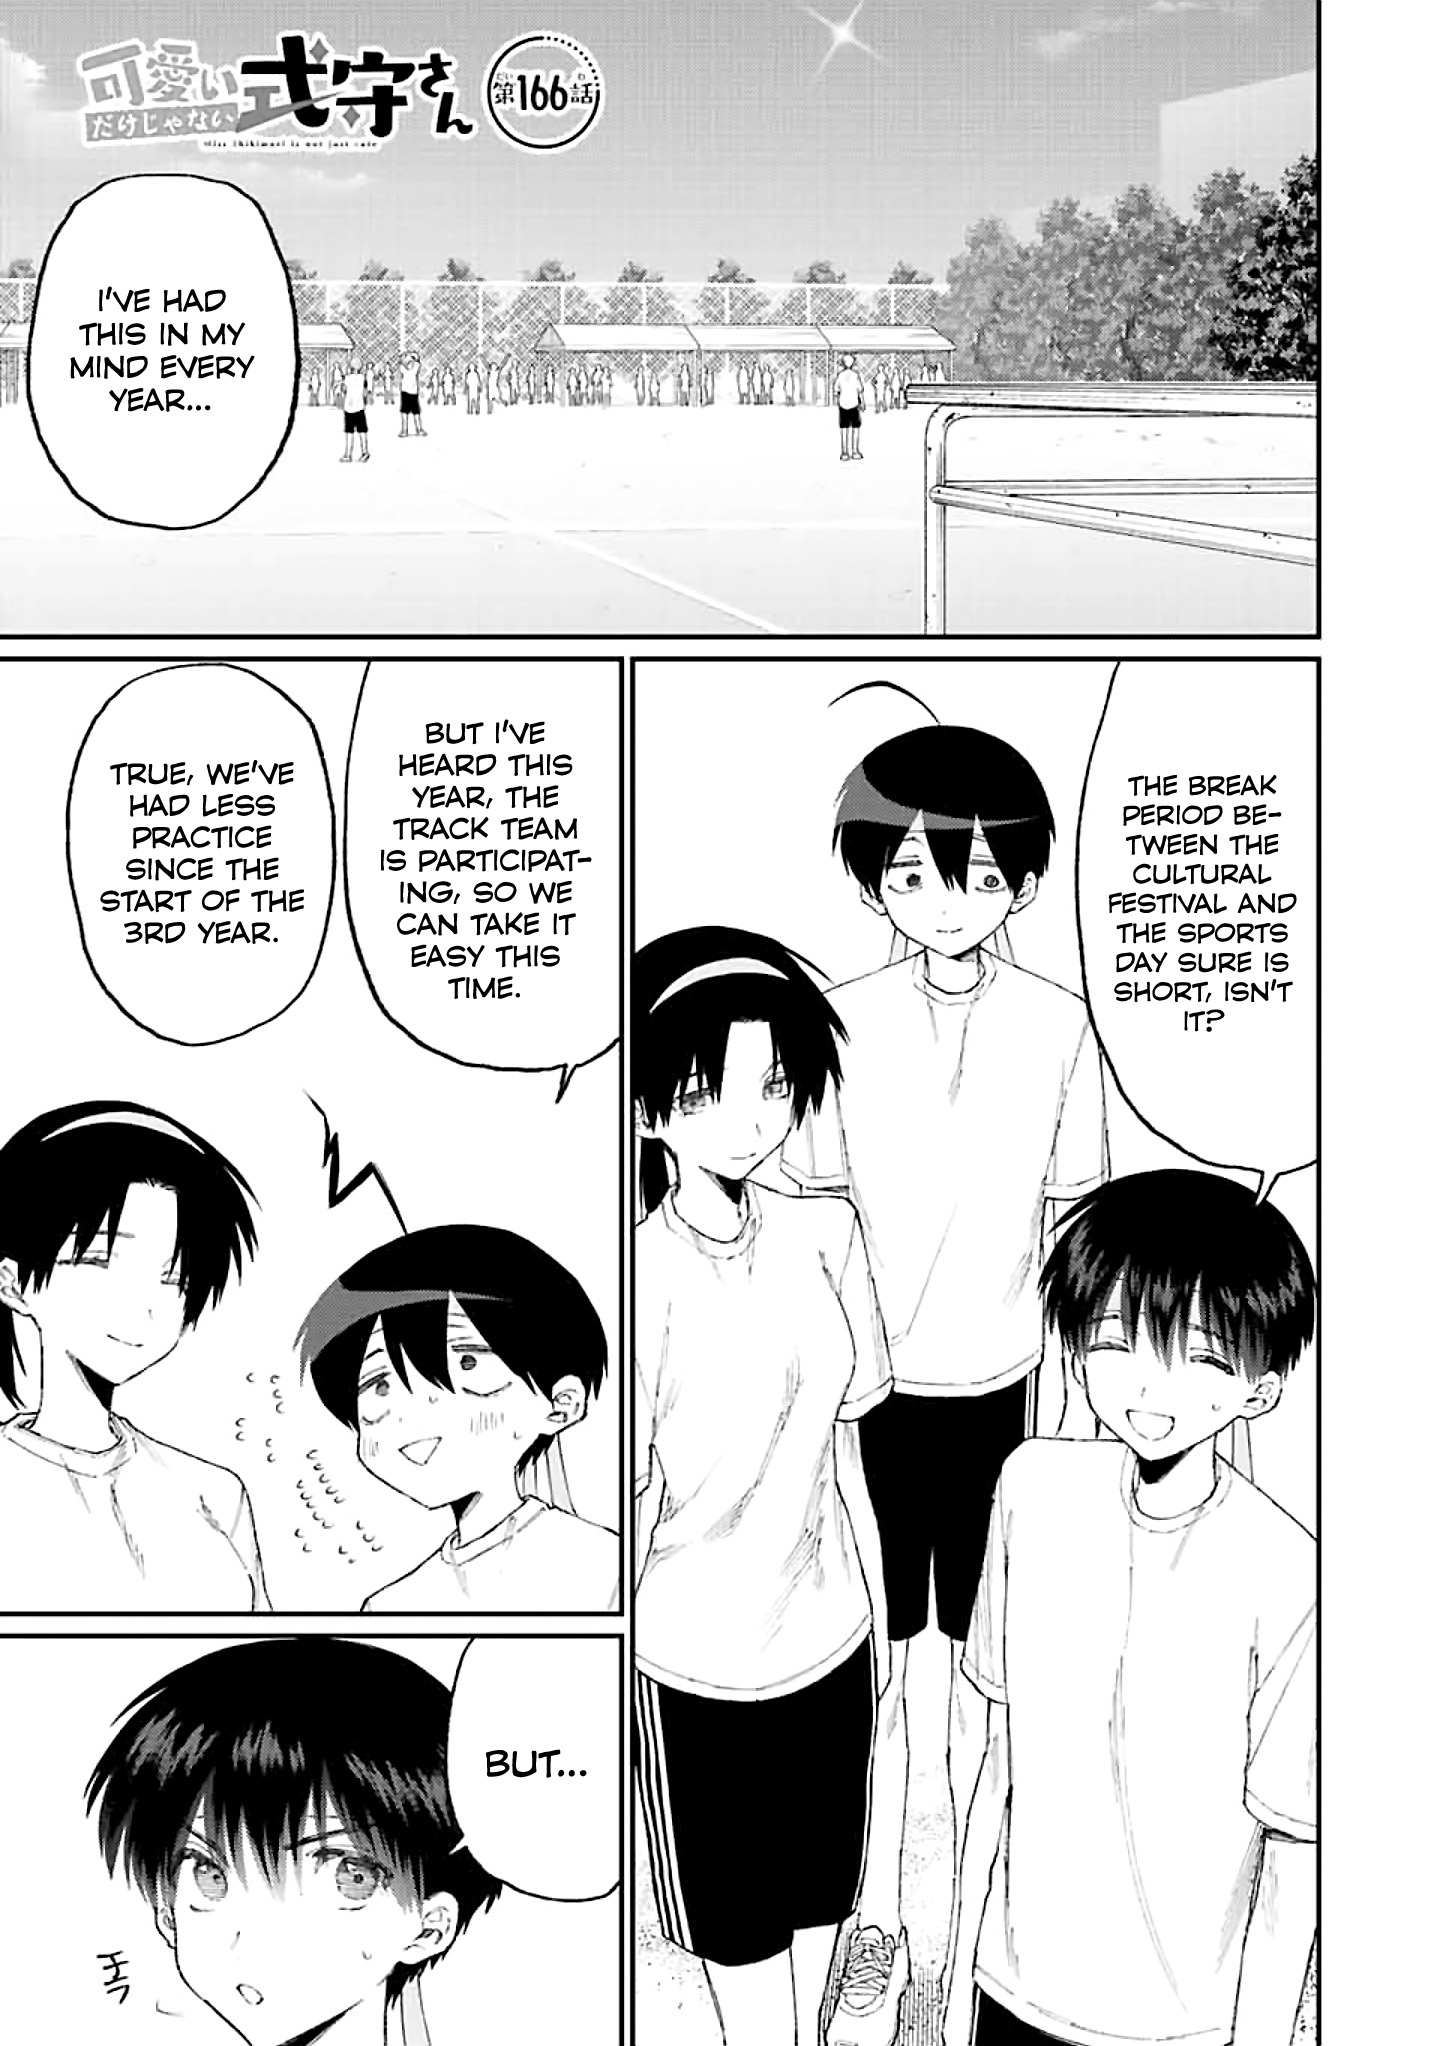 可愛い
だけじゃない
式守さん
Miss Shikimori is not just cute
第166話
だい わ
I'VE HAD
THIS IN MY
MIND EVERY
YEAR...
THE BREAK
PERIOD BE-
TWEEN THE
CULTURAL
FESTIVAL AND
THE SPORTS
DAY SURE IS
SHORT, ISN'T
IT?
BUT I'VE
HEARD THIS
YEAR, THE
TRACK TEAM
IS PARTICIPAT-
ING, SO WE
CAN TAKE IT
EASY THIS
TIME.
TRUE, WE'VE
HAD LESS
PRACTICE
SINCE THE
START OF THE
3RD YEAR.
BUT...